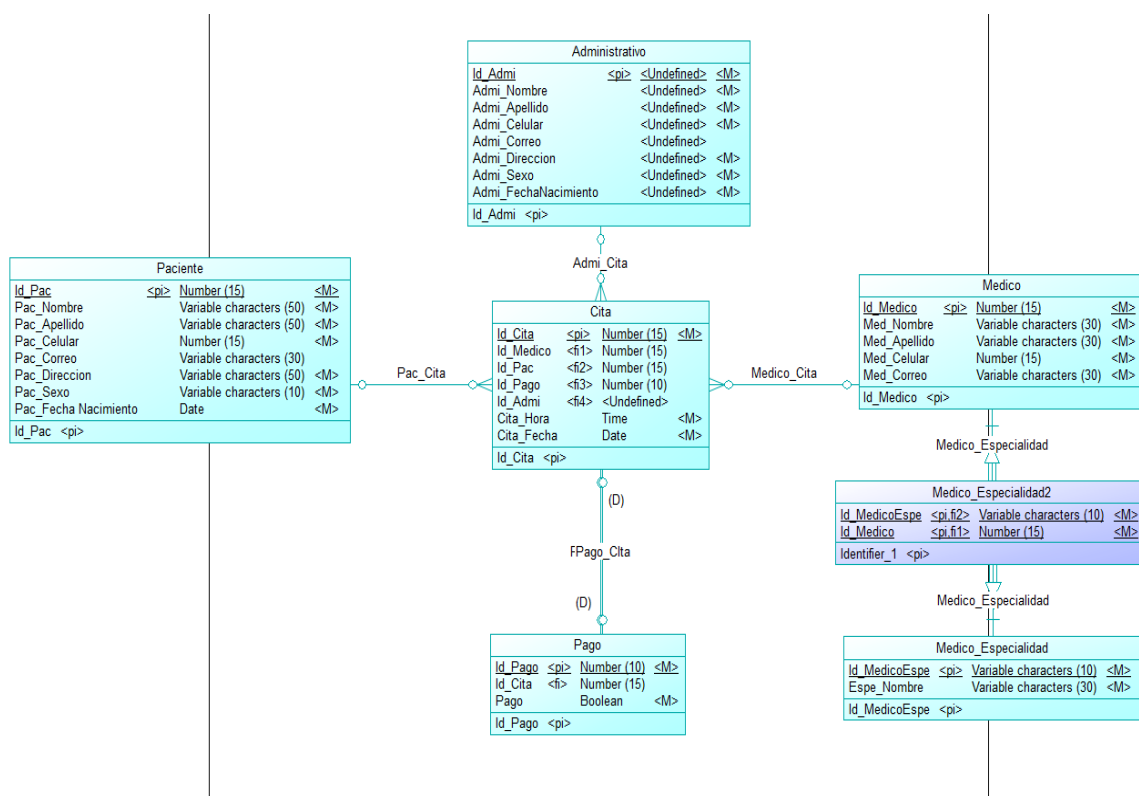 Administrativo
Id_Admi <pi> <Undefined> <M>
Admi_Nombre <Undefined> <M>
Admi_Apellido <Undefined> <M>
Admi_Celular <Undefined> <M>
Admi_Correo <Undefined>
Admi_Direccion <Undefined> <M>
Admi_Sexo <Undefined> <M>
Admi_FechaNacimiento <Undefined> <M>
Id_Admi <pi>
Admi_Cita
Paciente
Id_Pac <pi> Number (15) <M>
Pac_Nombre Variable characters (50) <M>
Pac_Apellido Variable characters (50) <M>
Pac_Celular Number (15) <M>
Pac_Correo Variable characters (30)
Pac_Direccion Variable characters (50) <M>
Pac_Sexo Variable characters (10) <M>
Pac_Fecha Nacimiento Date <M>
Id_Pac <pi>
Pac_Cita
Cita
Id_Cita <pi> Number (15) <M>
Id_Medico <fi1> Number (15)
Id_Pac <fi2> Number (15)
Id_Pago <fi3> Number (10)
Id_Admi <fi4> <Undefined>
Cita_Hora Time <M>
Cita_Fecha Date <M>
Id_Cita <pi>
Medico_Cita
Medico
Id_Medico <pi> Number (15) <M>
Med_Nombre Variable characters (30) <M>
Med_Apellido Variable characters (30) <M>
Med_Celular Number (15) <M>
Med_Correo Variable characters (30) <M>
Id_Medico <pi>
Medico_Especialidad
Medico_Especialidad2
Id_MedicoEspe <pi,fi2> Variable characters (10) <M>
Id_Medico <pi,fi1> Number (15) <M>
Identifier_1 <pi>
Medico_Especialidad
Medico_Especialidad
Id_MedicoEspe <pi> Variable characters (10) <M>
Espe_Nombre Variable characters (30) <M>
Id_MedicoEspe <pi>
(D)
FPago_CIta
(D)
Pago
Id_Pago <pi> Number (10) <M>
Id_Cita <fi> Number (15)
Pago Boolean <M>
Id_Pago <pi>